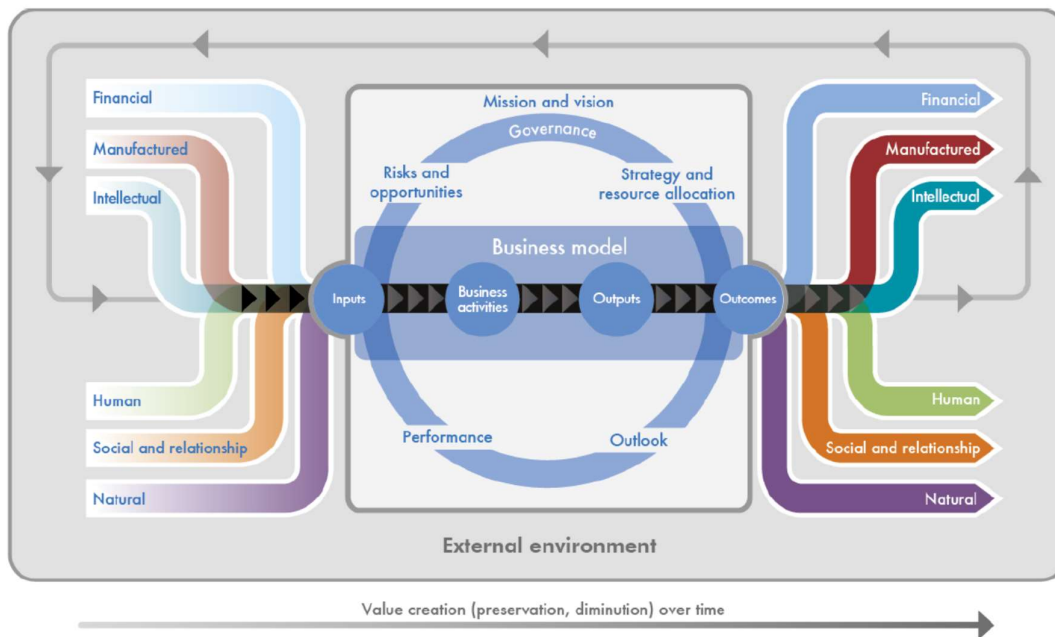 Financial
Manufactured
Intellectual
Human
Social and relationship
Natural
Mission and vision
Governance
Risks and
opportunities
Strategy and
resource allocation
Business model
Inputs
Business
activities
Outputs
Outcomes
Performance
Outlook
Financial
Manufactured
Intellectual
Human
Social and relationship
Natural
External environment
Value creation (preservation, diminution) over time